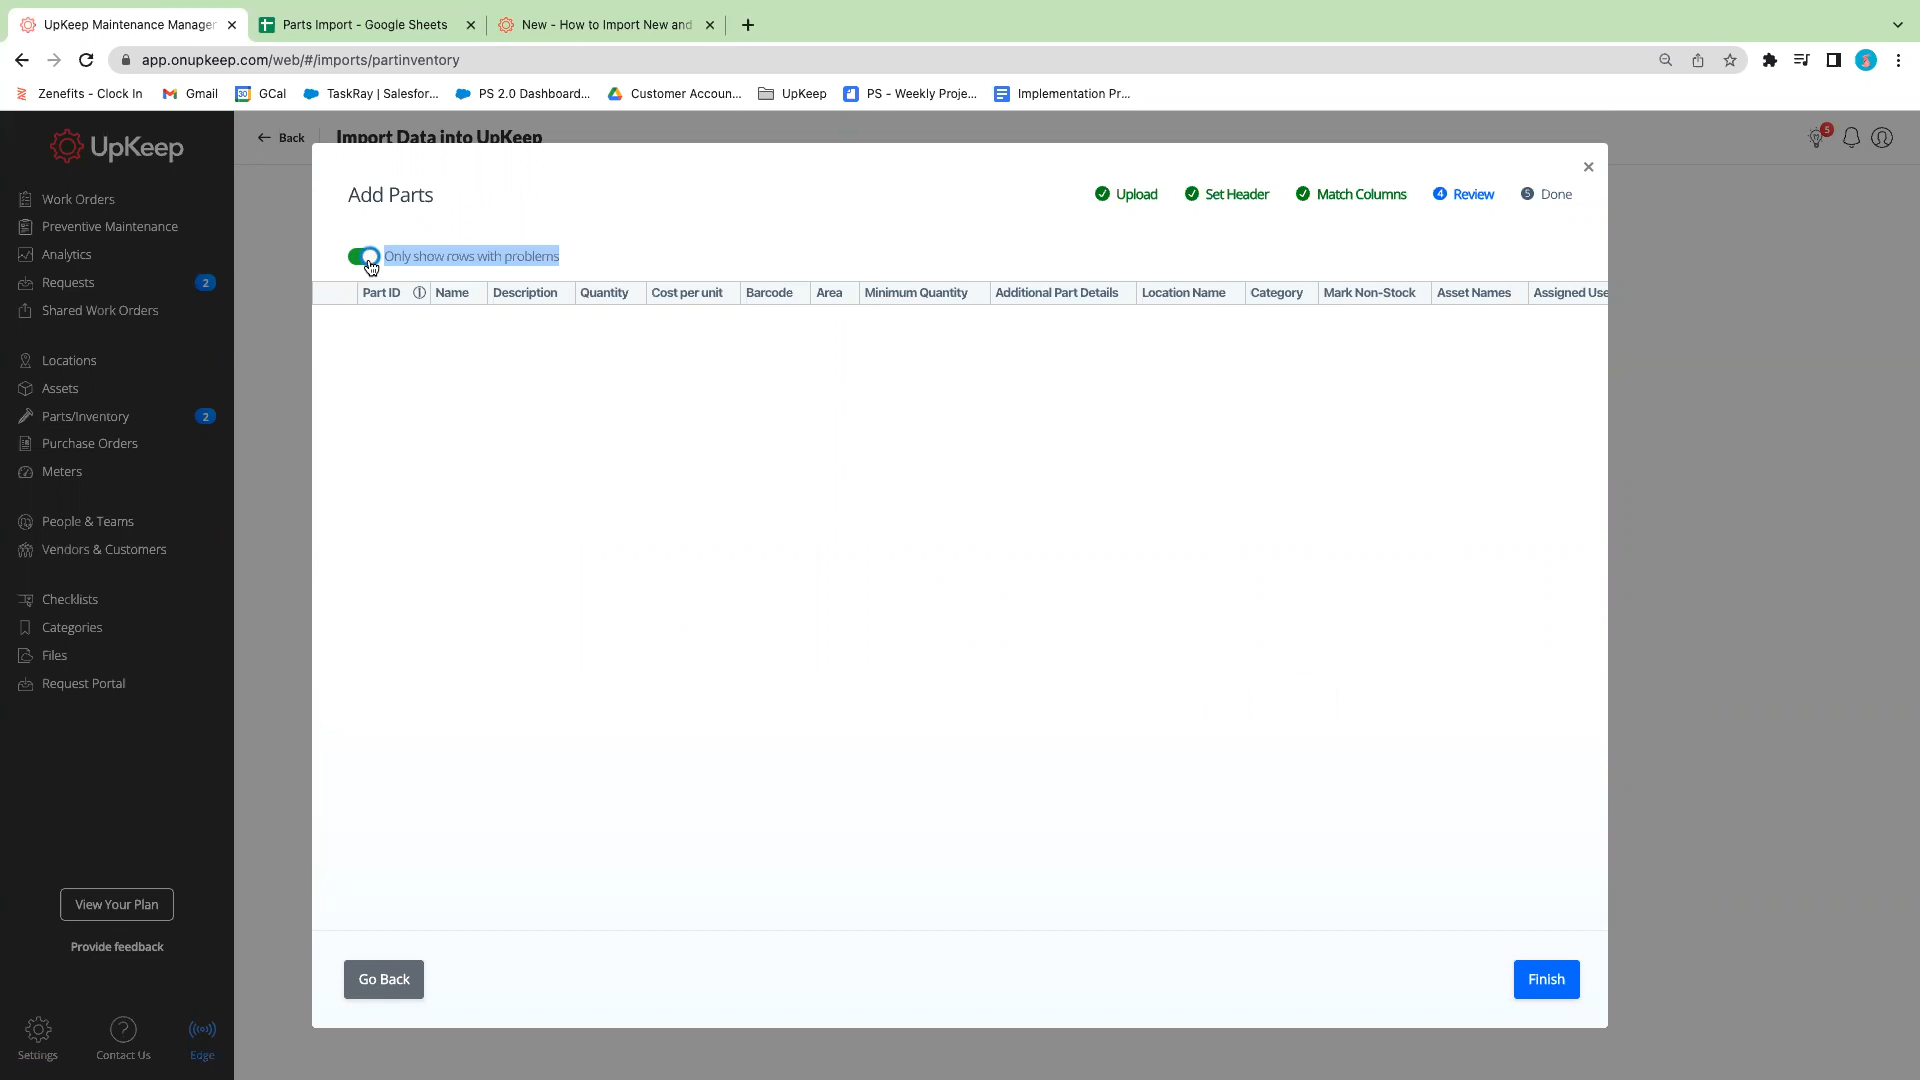 UpKeep Maintenance Manager
Parts Import - Google Sheets
New - How to Import New and
app.onupkeep.com/web/#/imports/partinventory
Zenefits - Clock In
Gmail
30
GCal
TaskRay | Salesfor...
PS 2.0 Dashboard...
Customer Accoun...
UpKeep
PS - Weekly Proje...
Implementation Pr...
UpKeep
Back
Import Data into UpKeep
5
Work Orders
Preventive Maintenance
Analytics
Requests
2
Shared Work Orders
Locations
Assets
Parts/Inventory
2
Purchase Orders
Meters
People & Teams
Vendors & Customers
Checklists
Categories
Files
Request Portal
View Your Plan
Provide feedback
Settings
Contact Us
Edge
Add Parts
Upload
Set Header
Match Columns
4 Review
5 Done
Only show rows with problems
Part ID
Name
Description
Quantity
Cost per unit
Barcode
Area
Minimum Quantity
Additional Part Details
Location Name
Category
Mark Non-Stock
Asset Names
Assigned Use
Go Back
Finish